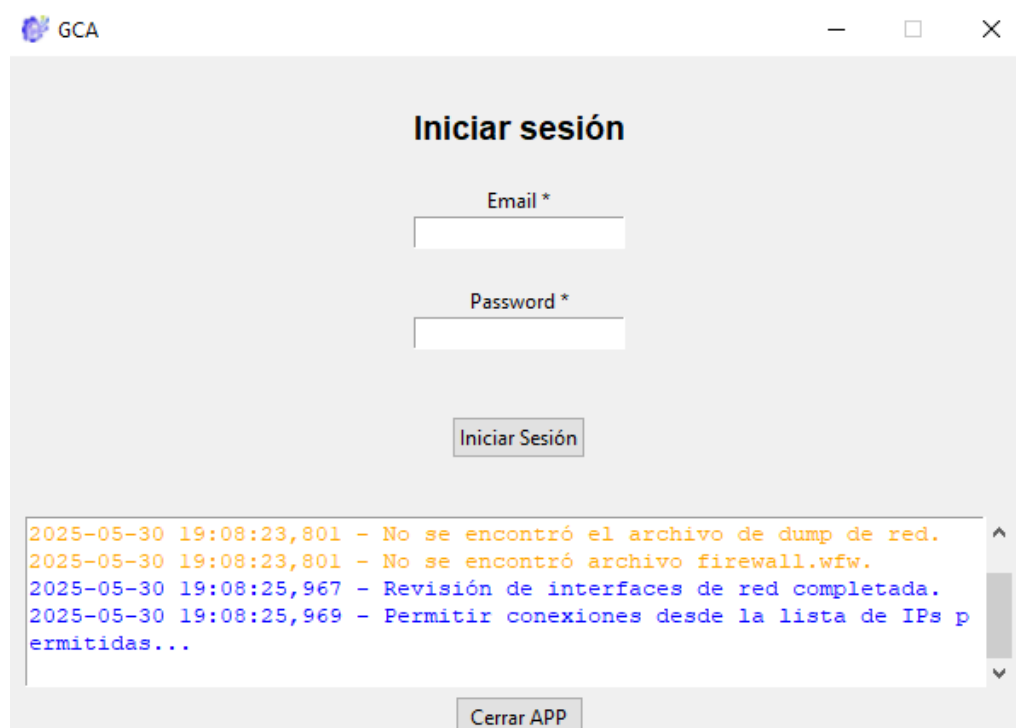 GCA
Iniciar sesión
Email *
Password *
Iniciar Sesión
2025-05-30 19:08:23,801 - No se encontró el archivo de dump de red.
2025-05-30 19:08:23,801 - No se encontró archivo firewall.wfw.
2025-05-30 19:08:25,967 - Revisión de interfaces de red completada.
2025-05-30 19:08:25,969 - Permitir conexiones desde la lista de IPs p
ermitidas...
Cerrar APP